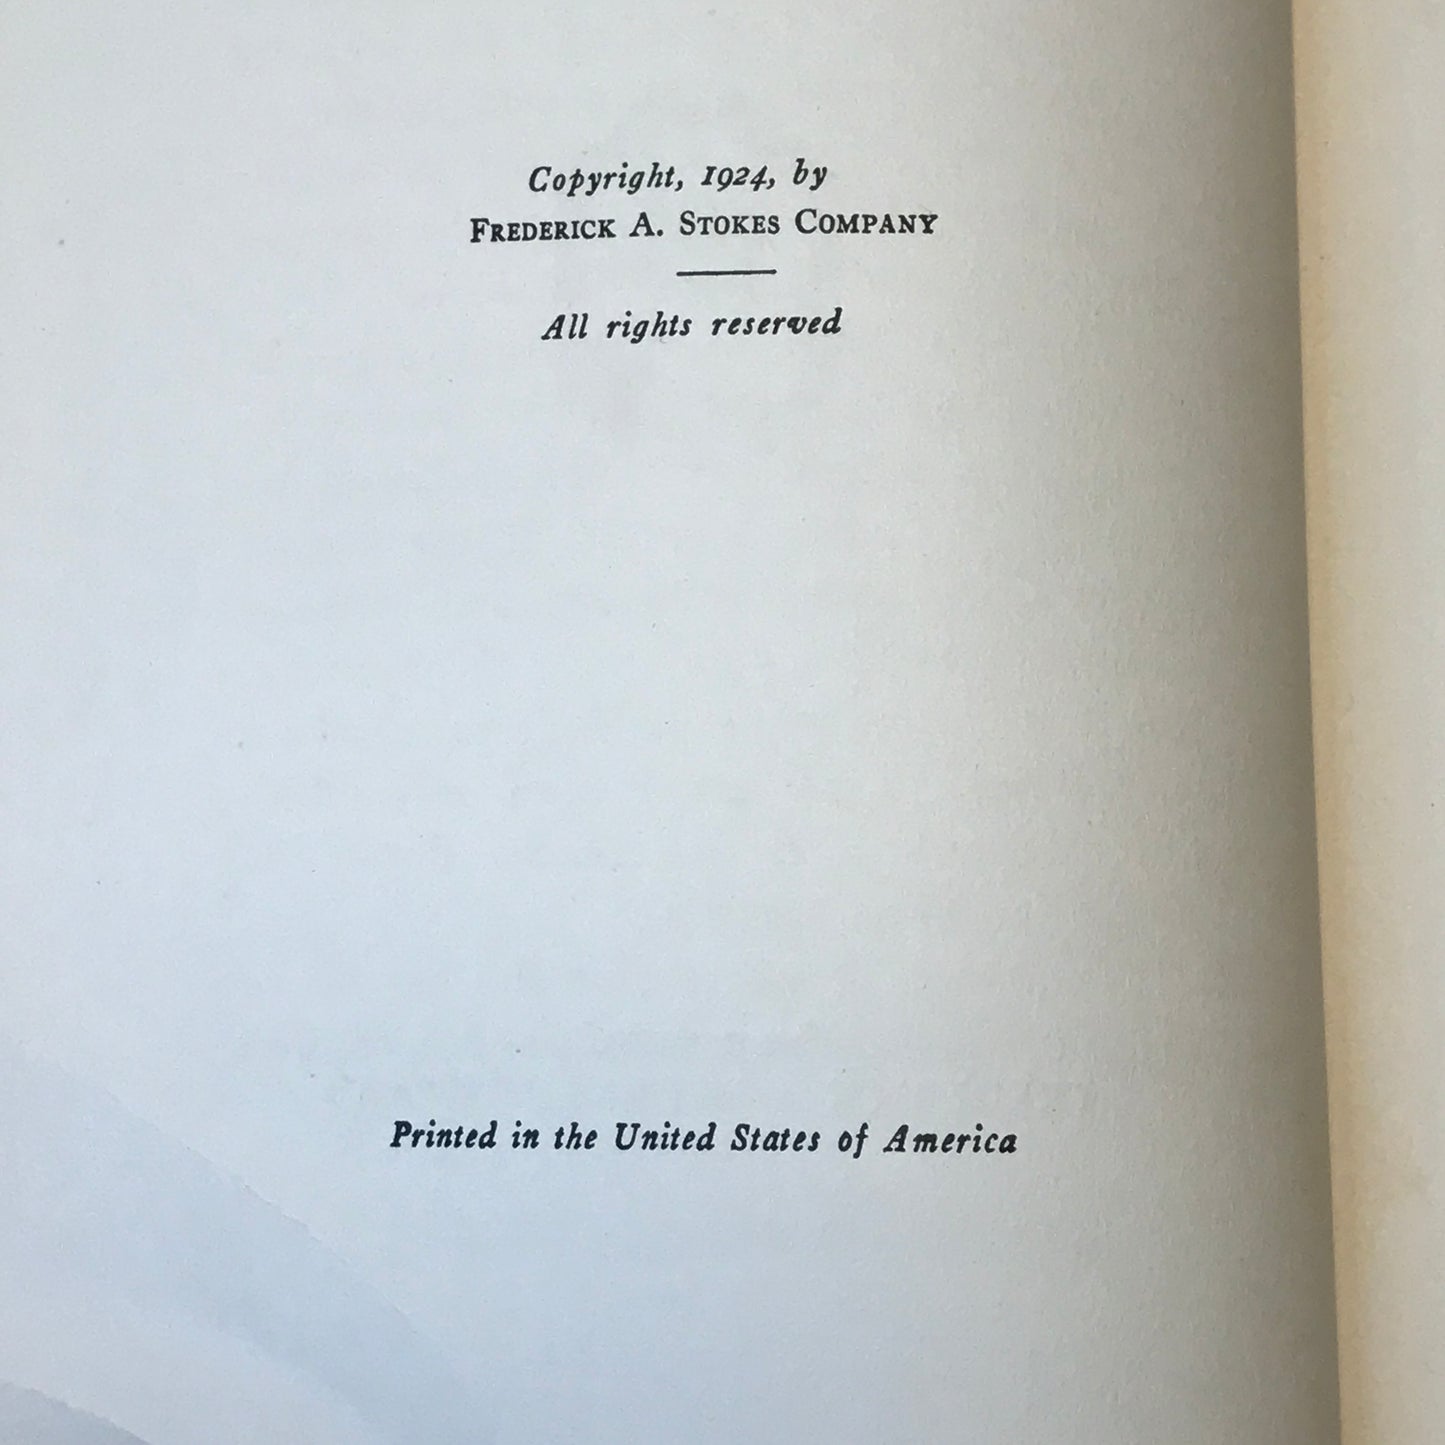 Copyright, 1924, by
FREDERICK A. STOKES COMPANY
All rights reserved
Printed in the United States of America